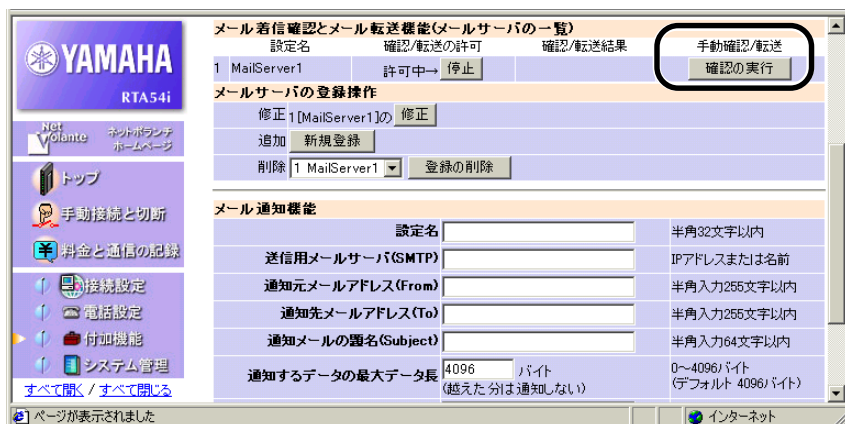 メール着信確認とメール転送機能(メールサーバの一覧)
設定名 確認/転送の許可 確認/転送結果 手動確認/転送
1 MailServer1 許可中→ 停止 確認の実行
メールサーバの登録操作
修正 1[MailServer1]の 修正
追加 新規登録
削除 1 MailServer1 登録の削除
メール通知機能
設定名 半角32文字以内
送信用メールサーバ(SMTP) IPアドレスまたは名前
通知元メールアドレス(From) 半角入力255文字以内
通知先メールアドレス(To) 半角入力255文字以内
通知メールの題名(Subject) 半角入力64文字以内
通知するデータの最大データ長 4096 バイト 0~4096バイト
(越えた分は通知しない) (デフォルト 4096バイト)
YAMAHA
RTA54i
Net Volante ネットボランチ
ホームページ
トップ
手動接続と切断
料金と通信の記録
接続設定
電話設定
付加機能
システム管理
すべて開く / すべて閉じる
ページが表示されました インターネット